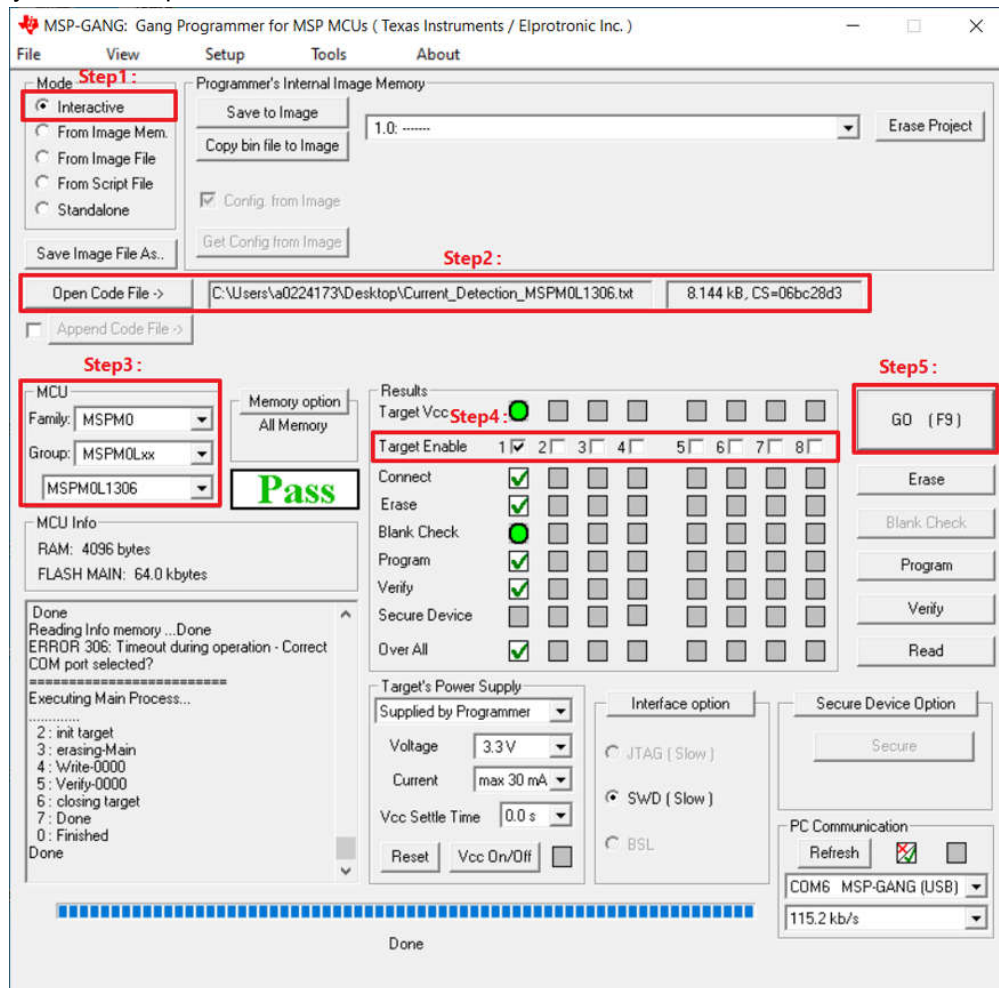 MSP-GANG: Gang Programmer for MSP MCUs ( Texas Instruments / Elprotronic Inc. )
File View Setup Tools About
Mode Step1 :
Interactive
From Image Mem.
From Image File
From Script File
Standalone
Save Image File As..
Programmer's Internal Image Memory
Save to Image
Copy bin file to Image
1.0: -------
Erase Project
Config. from Image
Get Config from Image
Step2 :
Open Code File -> C:\Users\a0224173\Desktop\Current_Detection_MSPM0L1306.txt 8.144 kB, CS=06bc28d3
Append Code File ->
Step3 :
MCU
Family: MSPM0
Group: MSPM0Lxx
MSPM0L1306
Memory option
All Memory
Pass
MCU Info
RAM: 4096 bytes
FLASH MAIN: 64.0 kbytes
Results
Target Vcc Step4 :
Target Enable 1 2 3 4 5 6 7 8
Connect
Erase
Blank Check
Program
Verify
Secure Device
Over All
Step5 :
GO (F9)
Erase
Blank Check
Program
Verify
Read
Done
Reading Info memory ...Done
ERROR 306: Timeout during operation - Correct
COM port selected?
=========================
Executing Main Process...
.............
2 : init target
3 : erasing-Main
4 : Write-0000
5 : Verify-0000
6 : closing target
7 : Done
0 : Finished
Done
Target's Power Supply
Supplied by Programmer
Voltage 3.3 V
Current max 30 mA
Vcc Settle Time 0.0 s
Reset Vcc On/Off
Interface option
JTAG ( Slow )
SWD ( Slow )
BSL
Secure Device Option
Secure
PC Communication
Refresh
COM6 MSP-GANG (USB)
115.2 kb/s
Done